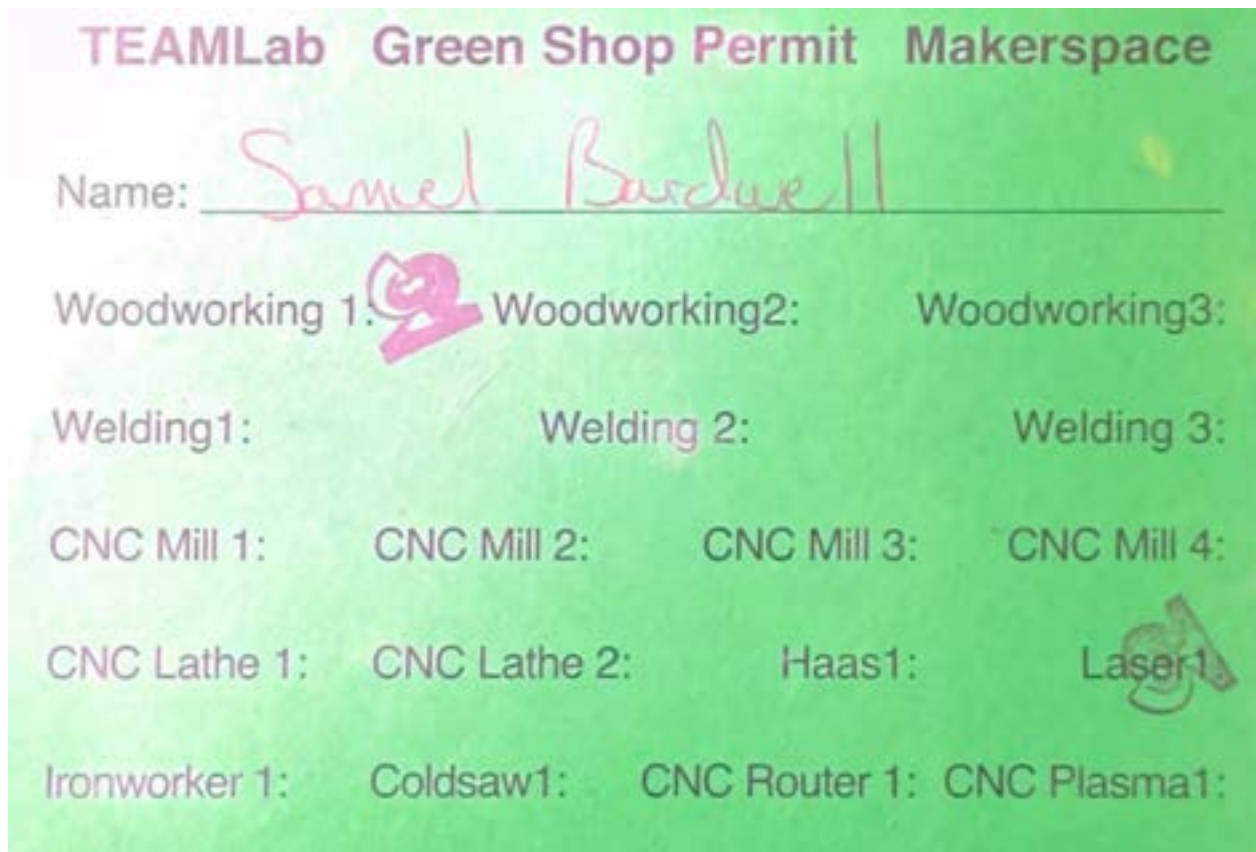 TEAMLab Green Shop Permit Makerspace
Name: Samuel Bardwell
Woodworking 1: Woodworking2: Woodworking3:
Welding1: Welding 2: Welding 3:
CNC Mill 1: CNC Mill 2: CNC Mill 3: CNC Mill 4:
CNC Lathe 1: CNC Lathe 2: Haas1: Laser1:
Ironworker 1: Coldsaw1: CNC Router 1: CNC Plasma1: